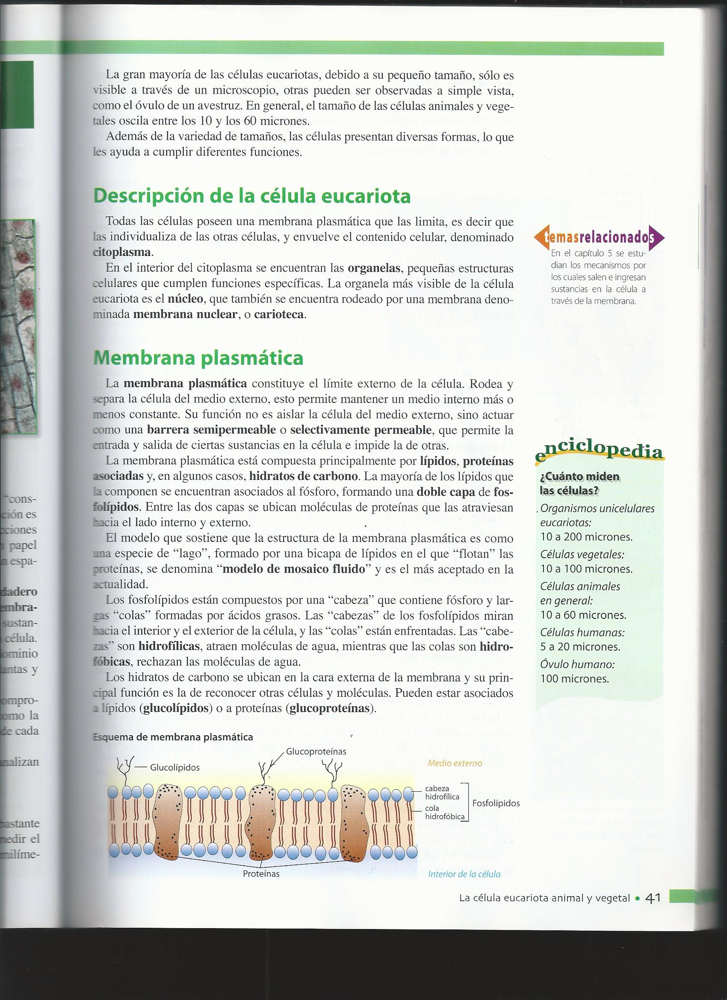 La gran mayoría de las células eucariotas, debido a su pequeño tamaño, sólo es
visible a través de un microscopio, otras pueden ser observadas a simple vista,
como el óvulo de un avestruz. En general, el tamaño de las células animales y vege-
tales oscila entre los 10 y los 60 micrones.
Además de la variedad de tamaños, las células presentan diversas formas, lo que
les ayuda a cumplir diferentes funciones.
Descripción de la célula eucariota
Todas las células poseen una membrana plasmática que las limita, es decir que
las individualiza de las otras células, y envuelve el contenido celular, denominado
citoplasma.
En el interior del citoplasma se encuentran las organelas, pequeñas estructuras
celulares que cumplen funciones específicas. La organela más visible de la célula
eucariota es el núcleo, que también se encuentra rodeado por una membrana deno-
minada membrana nuclear, o carioteca.
Membrana plasmática
La membrana plasmática constituye el límite externo de la célula. Rodea y
separa la célula del medio externo, esto permite mantener un medio interno más o
menos constante. Su función no es aislar la célula del medio externo, sino actuar
como una barrera semipermeable o selectivamente permeable, que permite la
entrada y salida de ciertas sustancias en la célula e impide la de otras.
La membrana plasmática está compuesta principalmente por lípidos, proteínas
asociadas y, en algunos casos, hidratos de carbono. La mayoría de los lípidos que
la componen se encuentran asociados al fósforo, formando una doble capa de fos-
folípidos. Entre las dos capas se ubican moléculas de proteínas que las atraviesan
hacia el lado interno y externo.
El modelo que sostiene que la estructura de la membrana plasmática es como
una especie de “lago”, formado por una bicapa de lípidos en el que “flotan” las
proteínas, se denomina “modelo de mosaico fluido” y es el más aceptado en la
actualidad.
Los fosfolípidos están compuestos por una “cabeza” que contiene fósforo y lar-
gas “colas” formadas por ácidos grasos. Las “cabezas” de los fosfolípidos miran
hacia el interior y el exterior de la célula, y las “colas” están enfrentadas. Las “cabe-
zas” son hidrofílicas, atraen moléculas de agua, mientras que las colas son hidro-
fóbicas, rechazan las moléculas de agua.
Los hidratos de carbono se ubican en la cara externa de la membrana y su prin-
cipal función es la de reconocer otras células y moléculas. Pueden estar asociados
a lípidos (glucolípidos) o a proteínas (glucoproteínas).
Esquema de membrana plasmática
Glucoproteínas
Glucolípidos
Medio externo
cabeza
hidrofílica
cola
hidrofóbica
Fosfolípidos
Proteínas
Interior de la célula
temasrelacionados
En el capítulo 5 se estu-
dian los mecanismos por
los cuales salen e ingresan
sustancias en la célula a
través de la membrana.
enciclopedia
¿Cuánto miden
las células?
Organismos unicelulares
eucariotas:
10 a 200 micrones.
Células vegetales:
10 a 100 micrones.
Células animales
en general:
10 a 60 micrones.
Células humanas:
5 a 20 micrones.
Óvulo humano:
100 micrones.
La célula eucariota animal y vegetal • 41
“cons-
ción es
papel
espa-
dadero
sustan-
célula.
antas y
omo la
de cada
nalizan
bastante
medir el
milíme-